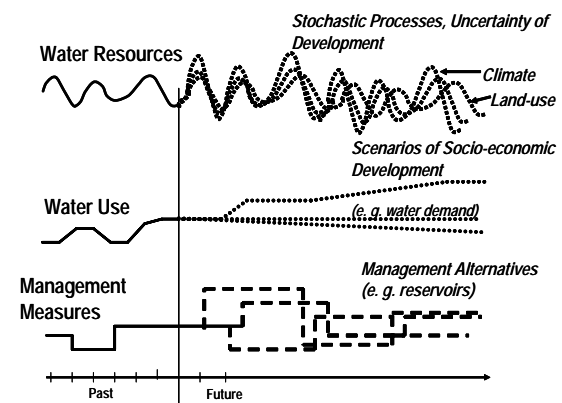 Stochastic Processes, Uncertainty of
Development
Water Resources
Climate
Land-use
Scenarios of Socio-economic
Development
Water Use
(e. g. water demand)
Management Alternatives
(e. g. reservoirs)
Management
Measures
Past
Future